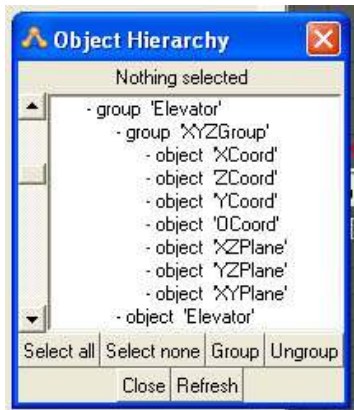 Object Hierarchy
Nothing selected
- group 'Elevator'
- group 'XYZGroup'
- object 'XCoord'
- object 'ZCoord'
- object 'YCoord'
- object 'OCoord'
- object 'XZPlane'
- object 'YZPlane'
- object 'XYPlane'
- object 'Elevator'
Select all Select none Group Ungroup
Close Refresh